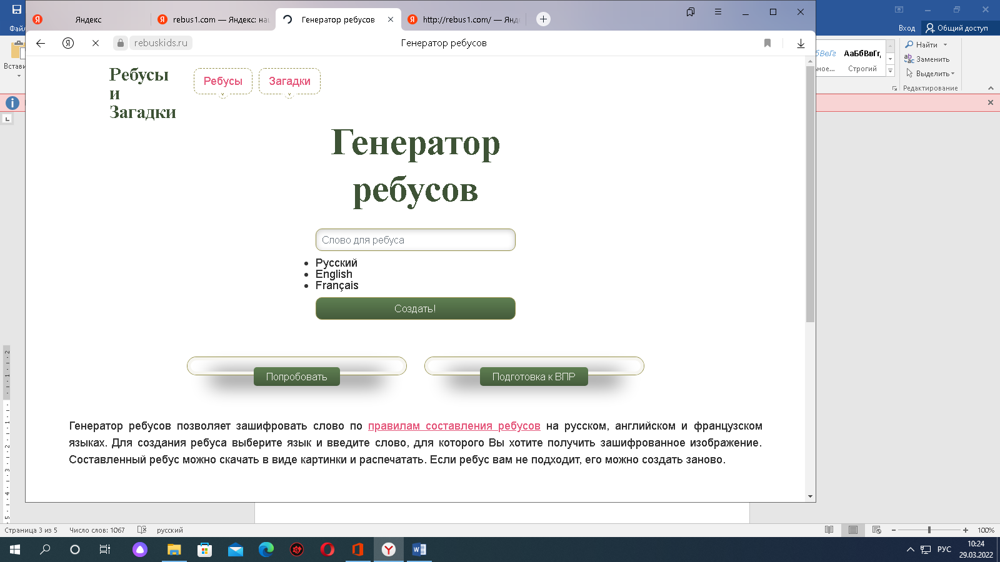 Яндекс
rebus1.com — Яндекс: на
Генератор ребусов
http://rebus1.com/ — Янд
Файл
Вход
Общий доступ
rebuskids.ru
Генератор ребусов
Встави
Найти
Заменить
Выделить
Редактирование
АаБбВвГг,
Строгий
Ребусы
и
Загадки
Ребусы
Загадки
Генератор
ребусов
Слово для ребуса
Русский
English
Français
Создать!
Попробовать
Подготовка к ВПР
Генератор ребусов позволяет зашифровать слово по правилам составления ребусов на русском, английском и французском
языках. Для создания ребуса выберите язык и введите слово, для которого Вы хотите получить зашифрованное изображение.
Составленный ребус можно скачать в виде картинки и распечатать. Если ребус вам не подходит, его можно создать заново.
Страница 3 из 5
Число слов: 1067
русский
100%
РУС
10:24
29.03.2022